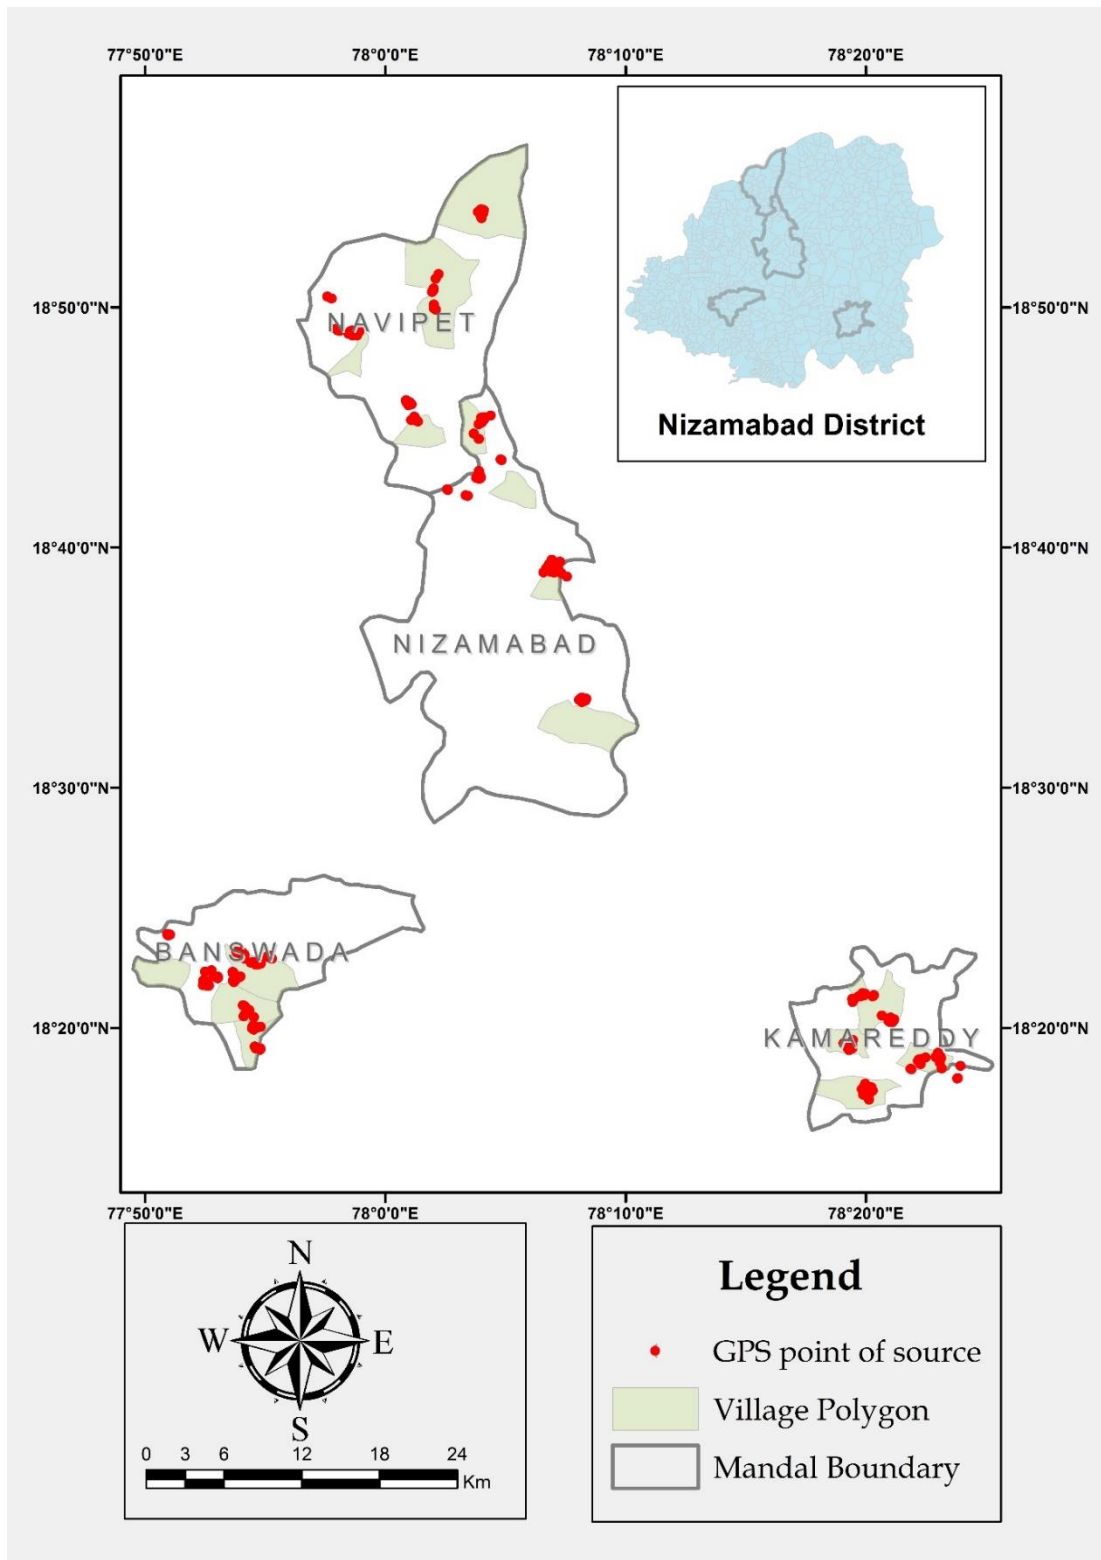 77°50'0"E 78°0'0"E 78°10'0"E 78°20'0"E
Nizamabad District
18°50'0"N 18°50'0"N
NAVIPET
18°40'0"N 18°40'0"N
NIZAMABAD
18°30'0"N 18°30'0"N
BANSWADA
18°20'0"N 18°20'0"N
KAMAREDDY
77°50'0"E 78°0'0"E 78°10'0"E 78°20'0"E
N
W E
S
0 3 6 12 18 24
Km
Legend
GPS point of source
Village Polygon
Mandal Boundary